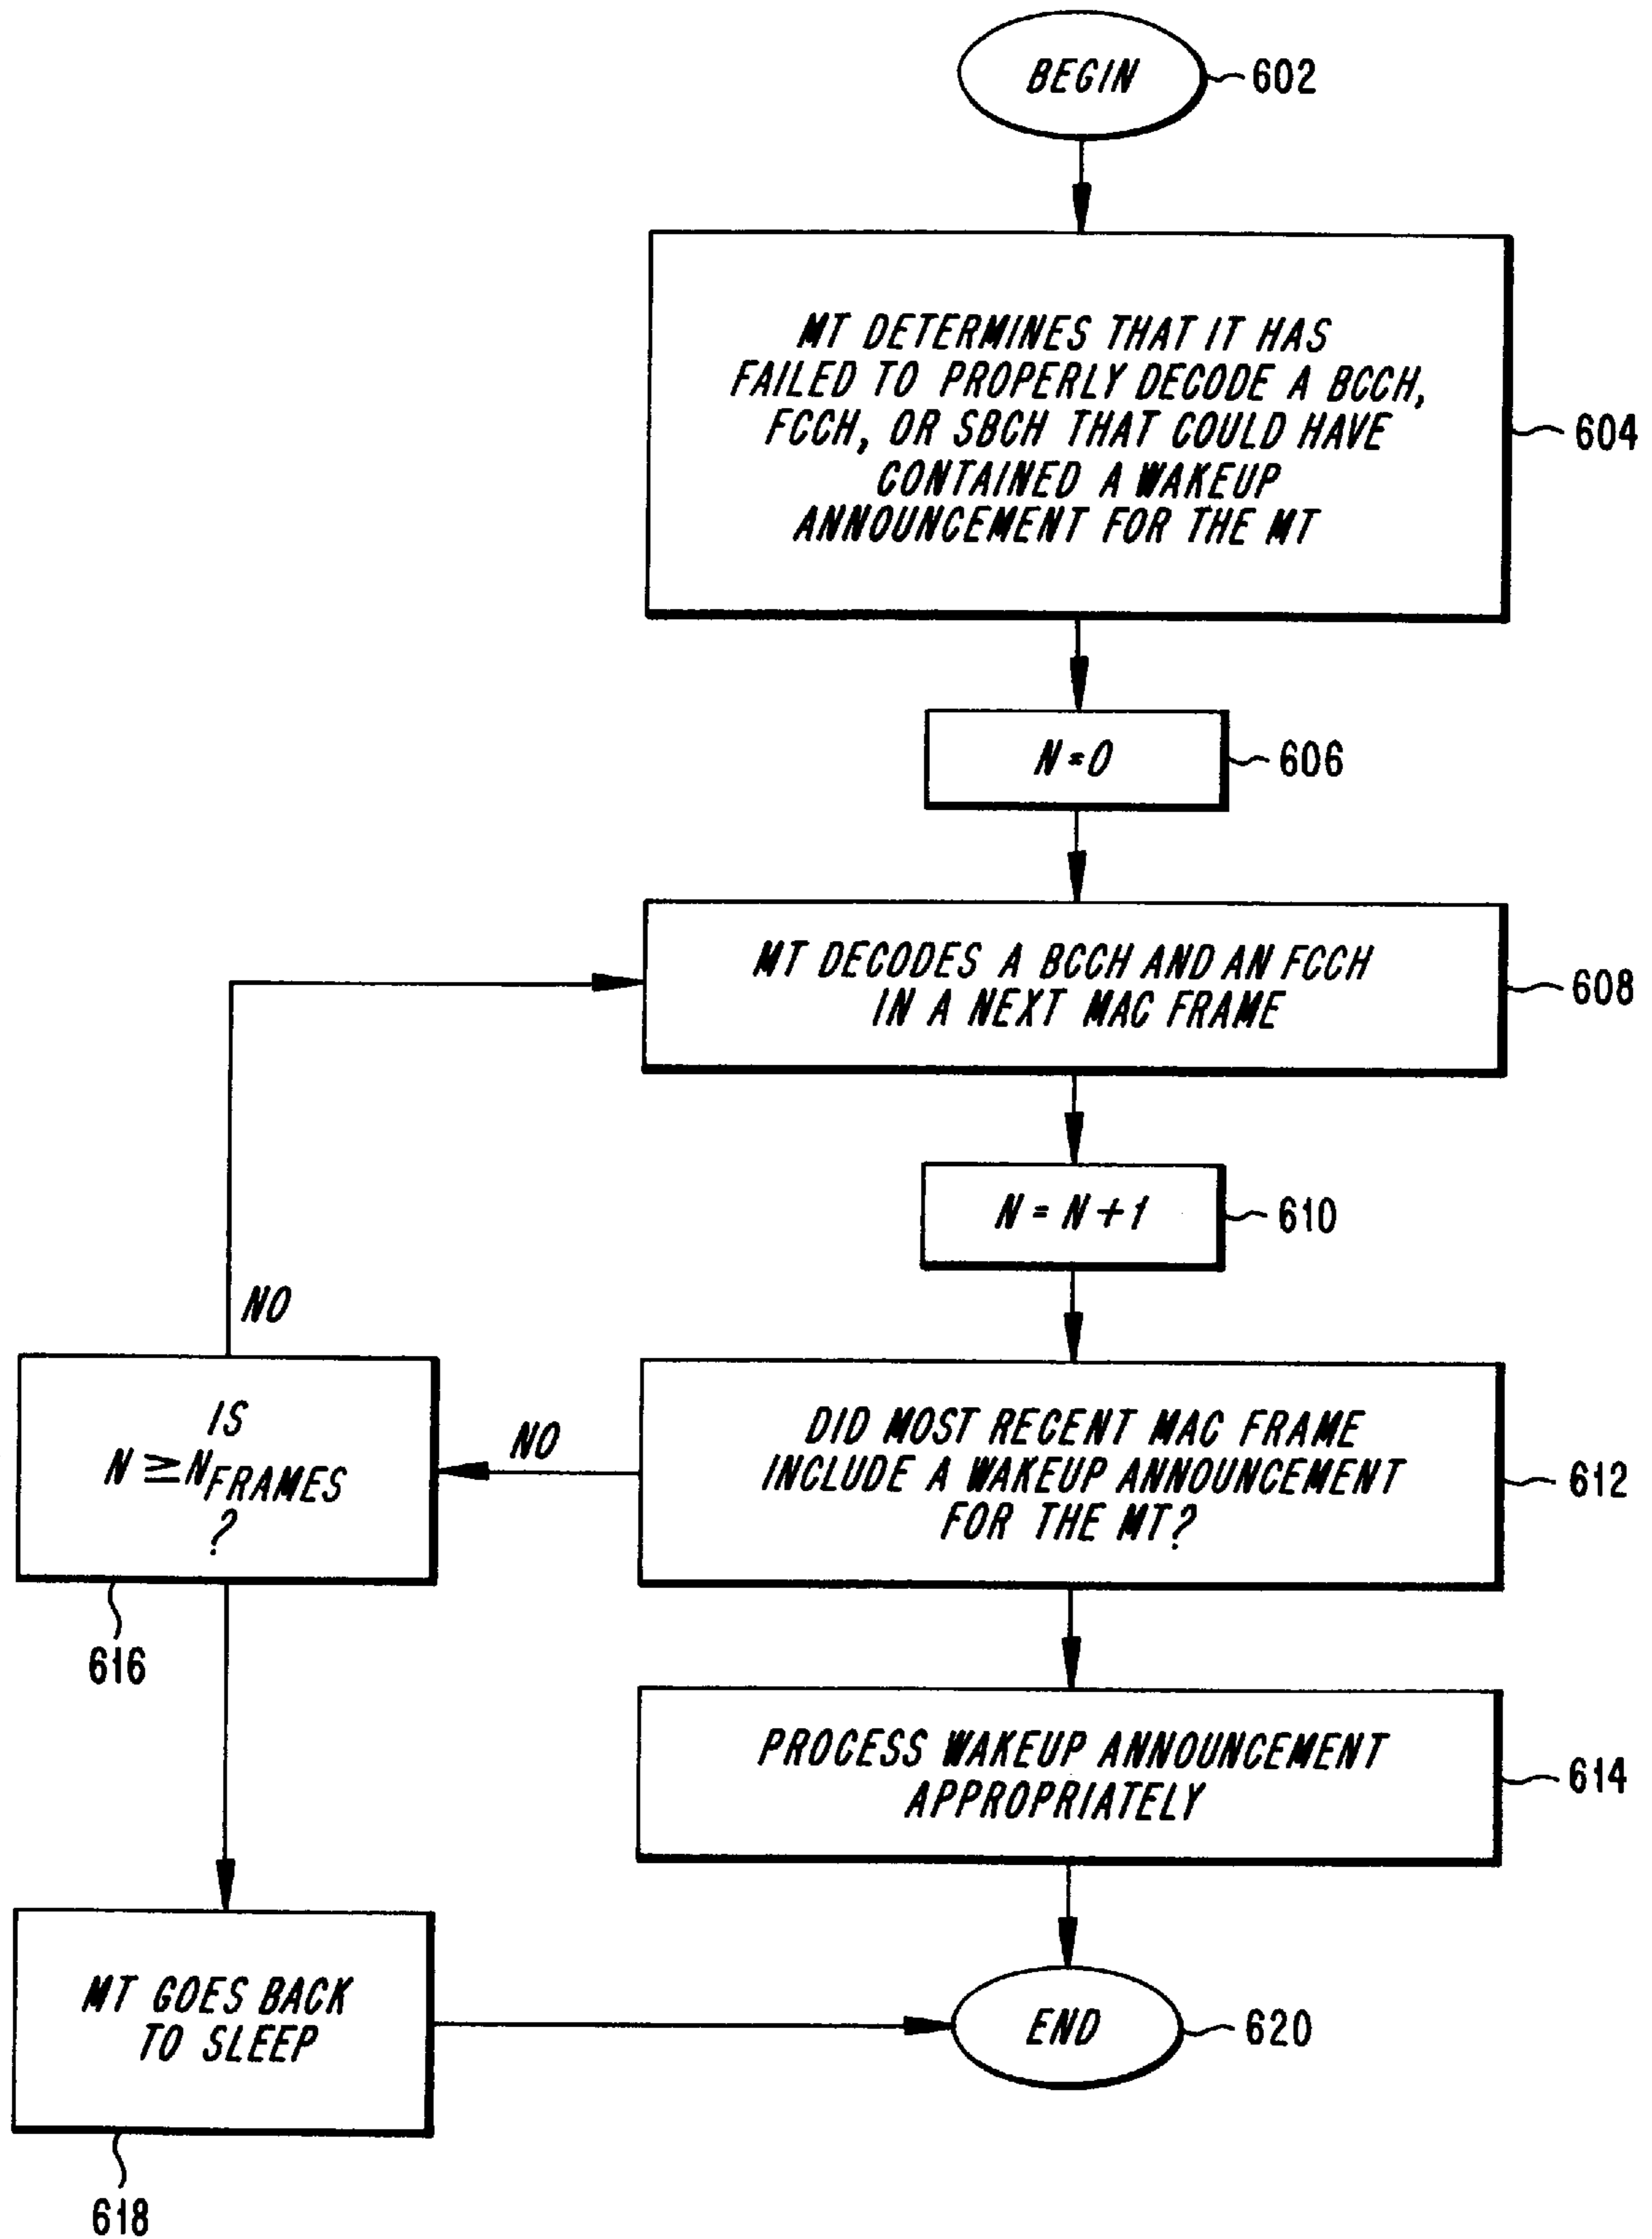 BEGIN
602
MT DETERMINES THAT IT HAS
FAILED TO PROPERLY DECODE A BCCH,
FCCH, OR SBCH THAT COULD HAVE
CONTAINED A WAKEUP
ANNOUNCEMENT FOR THE MT
604
N=0
606
MT DECODES A BCCH AND AN FCCH
IN A NEXT MAC FRAME
608
N = N+1
610
NO
IS
N ≥ NFRAMES
?
616
NO
DID MOST RECENT MAC FRAME
INCLUDE A WAKEUP ANNOUNCEMENT
FOR THE MT?
612
PROCESS WAKEUP ANNOUNCEMENT
APPROPRIATELY
614
MT GOES BACK
TO SLEEP
618
END
620